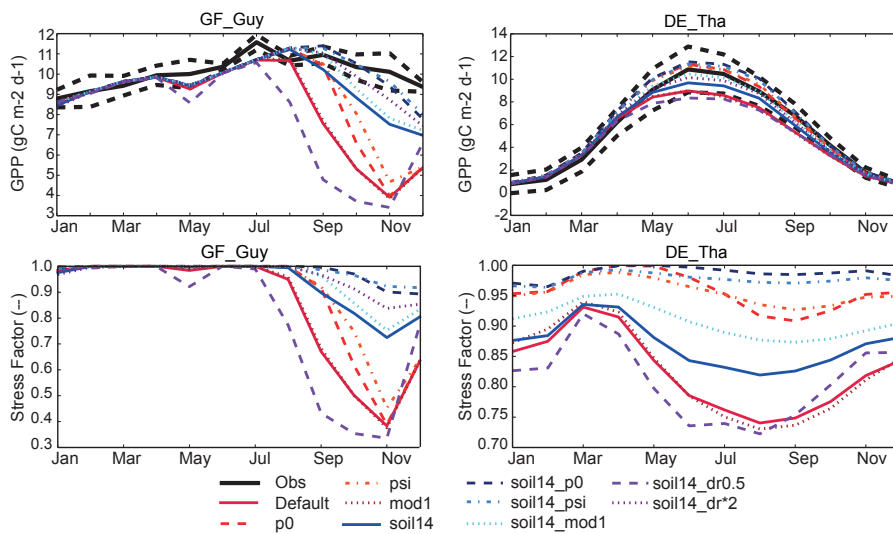 GF_Guy
DE_Tha
GPP (gC m-2 d-1)
12
11
10
9
8
7
6
5
4
3
Jan Mar May Jul Sep Nov
GPP (gC m-2 d-1)
14
12
10
8
6
4
2
0
-2
Jan Mar May Jul Sep Nov
GF_Guy
DE_Tha
Stress Factor (--)
1.0
0.9
0.8
0.7
0.6
0.5
0.4
0.3
Jan Mar May Jul Sep Nov
Stress Factor (--)
1.00
0.95
0.90
0.85
0.80
0.75
0.70
Jan Mar May Jul Sep Nov
Obs
Default
p0
psi
mod1
soil14
soil14_p0
soil14_psi
soil14_mod1
soil14_dr0.5
soil14_dr*2